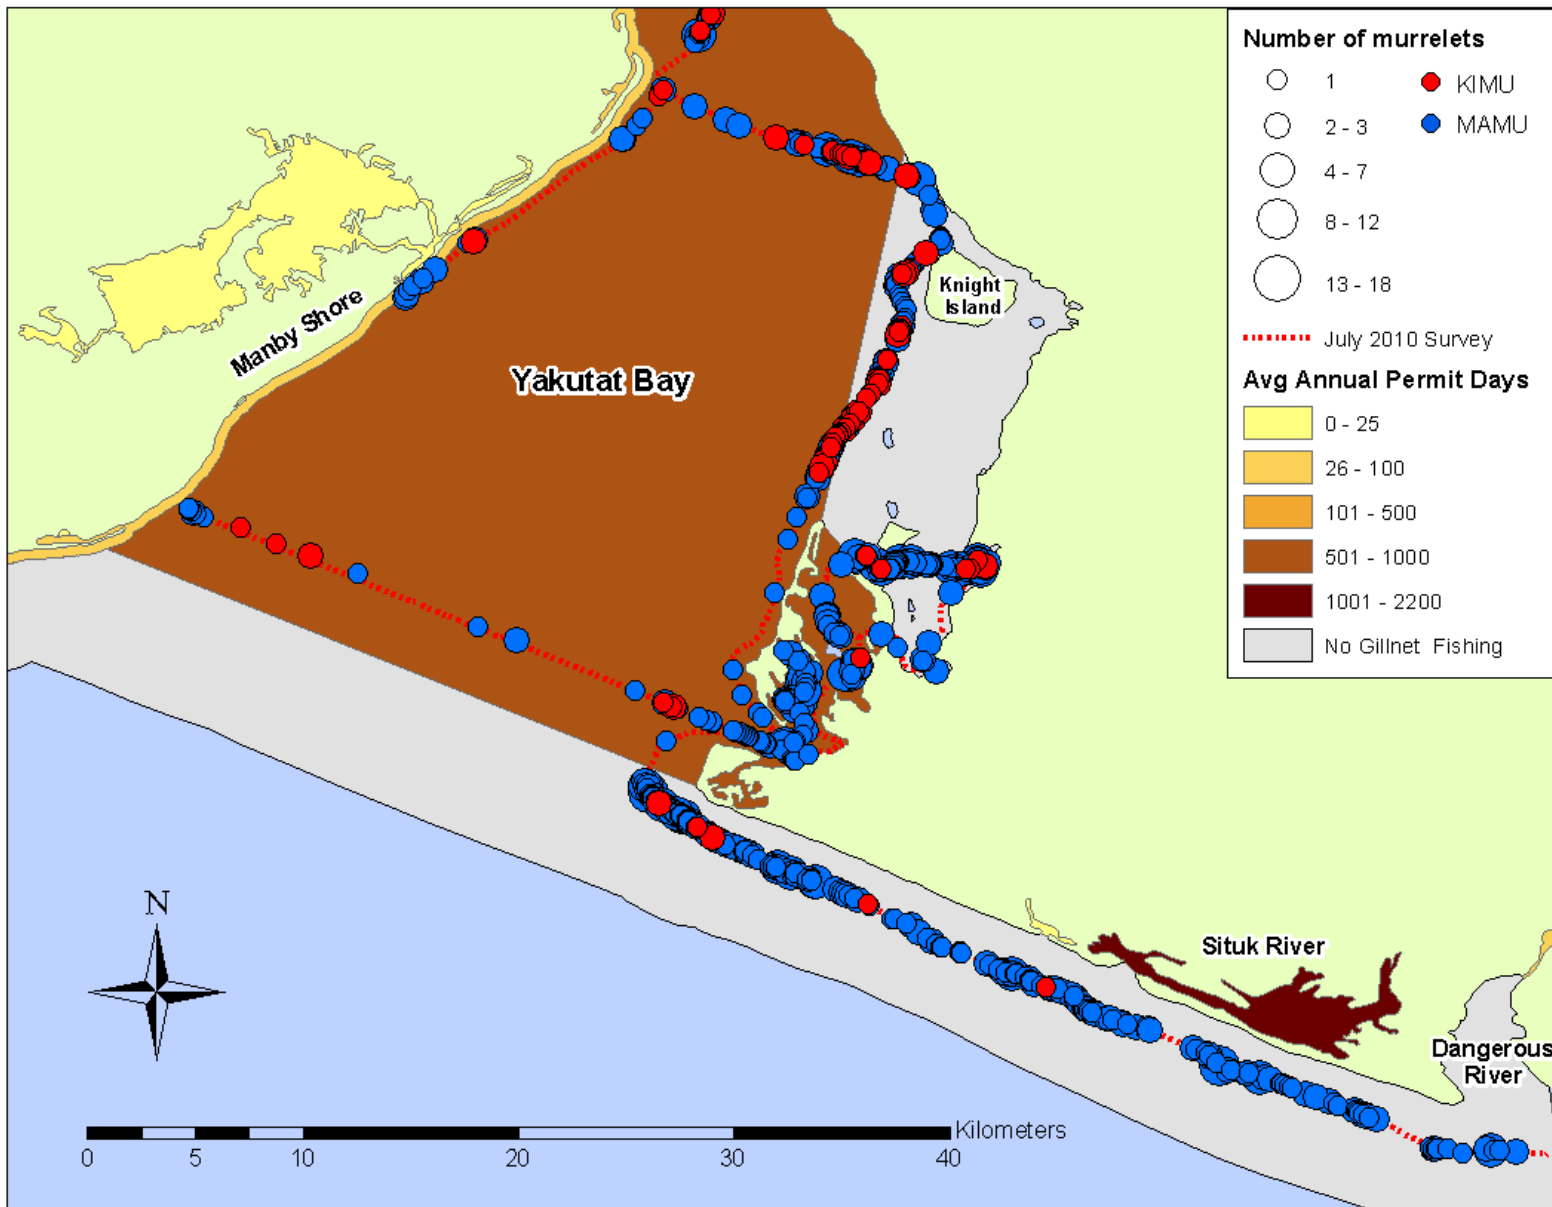 Number of murrelets
1
KIMU
2 - 3
MAMU
4 - 7
8 - 12
13 - 18
July 2010 Survey
Avg Annual Permit Days
0 - 25
26 - 100
101 - 500
501 - 1000
1001 - 2200
No Gillnet Fishing
Knight
Island
Manby Shore
Yakutat Bay
N
Situk River
Dangerous
River
Kilometers
0 5 10 20 30 40